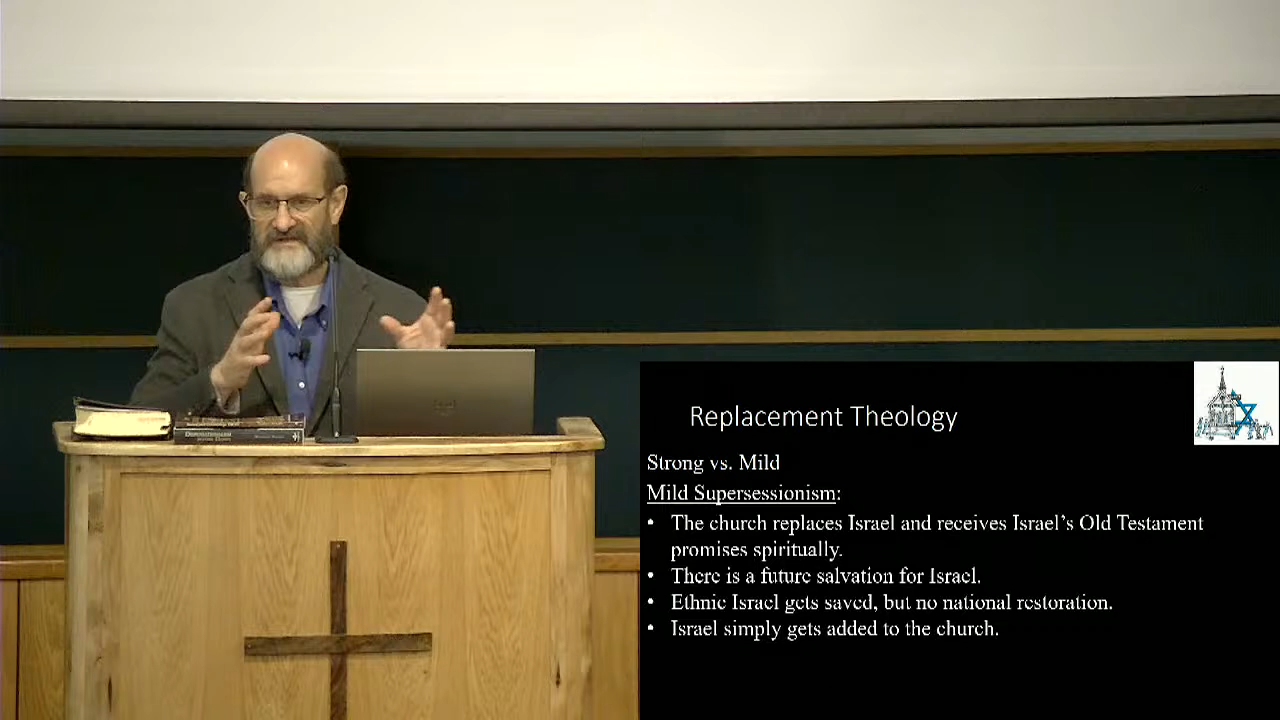 Replacement Theology
Strong vs. Mild
Mild Supersessionism:
• The church replaces Israel and receives Israel’s Old Testament
promises spiritually.
• There is a future salvation for Israel.
• Ethnic Israel gets saved, but no national restoration.
• Israel simply gets added to the church.